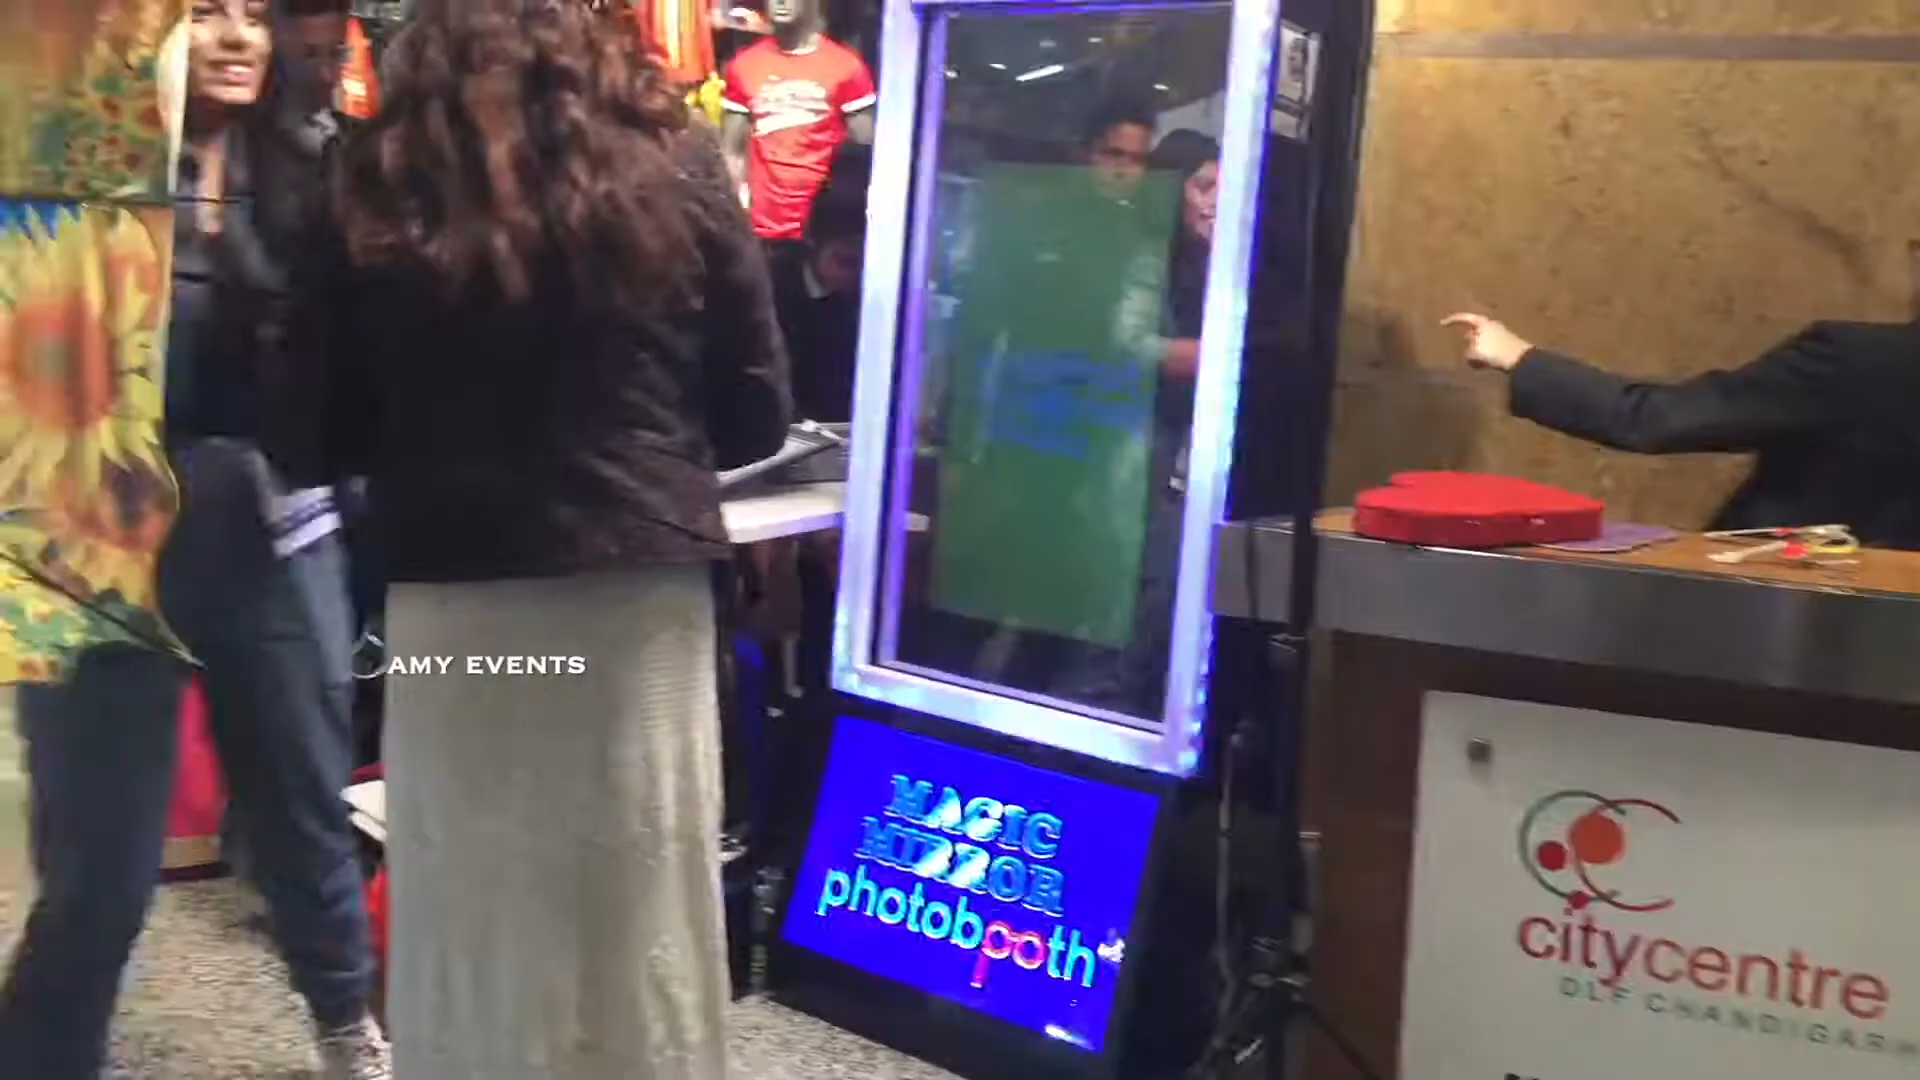 AMY EVENTS
MAGIC
MIRROR
photobooth
citycentre
DLF CHANDIGARH